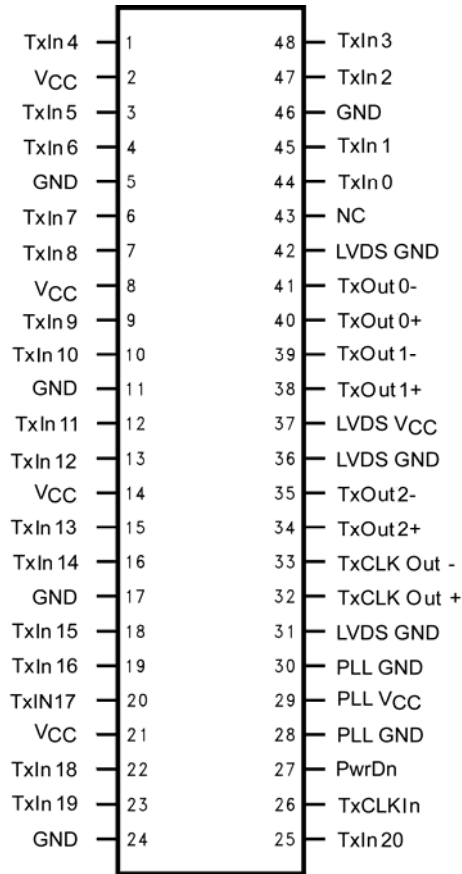 TxIn 4 1 48 TxIn 3
VCC 2 47 TxIn 2
TxIn 5 3 46 GND
TxIn 6 4 45 TxIn 1
GND 5 44 TxIn 0
TxIn 7 6 43 NC
TxIn 8 7 42 LVDS GND
VCC 8 41 TxOut 0-
TxIn 9 9 40 TxOut 0+
TxIn 10 10 39 TxOut 1-
GND 11 38 TxOut 1+
TxIn 11 12 37 LVDS VCC
TxIn 12 13 36 LVDS GND
VCC 14 35 TxOut 2-
TxIn 13 15 34 TxOut 2+
TxIn 14 16 33 TxCLK Out -
GND 17 32 TxCLK Out +
TxIn 15 18 31 LVDS GND
TxIn 16 19 30 PLL GND
TxIN17 20 29 PLL VCC
VCC 21 28 PLL GND
TxIn 18 22 27 PwrDn
TxIn 19 23 26 TxCLKIn
GND 24 25 TxIn 20